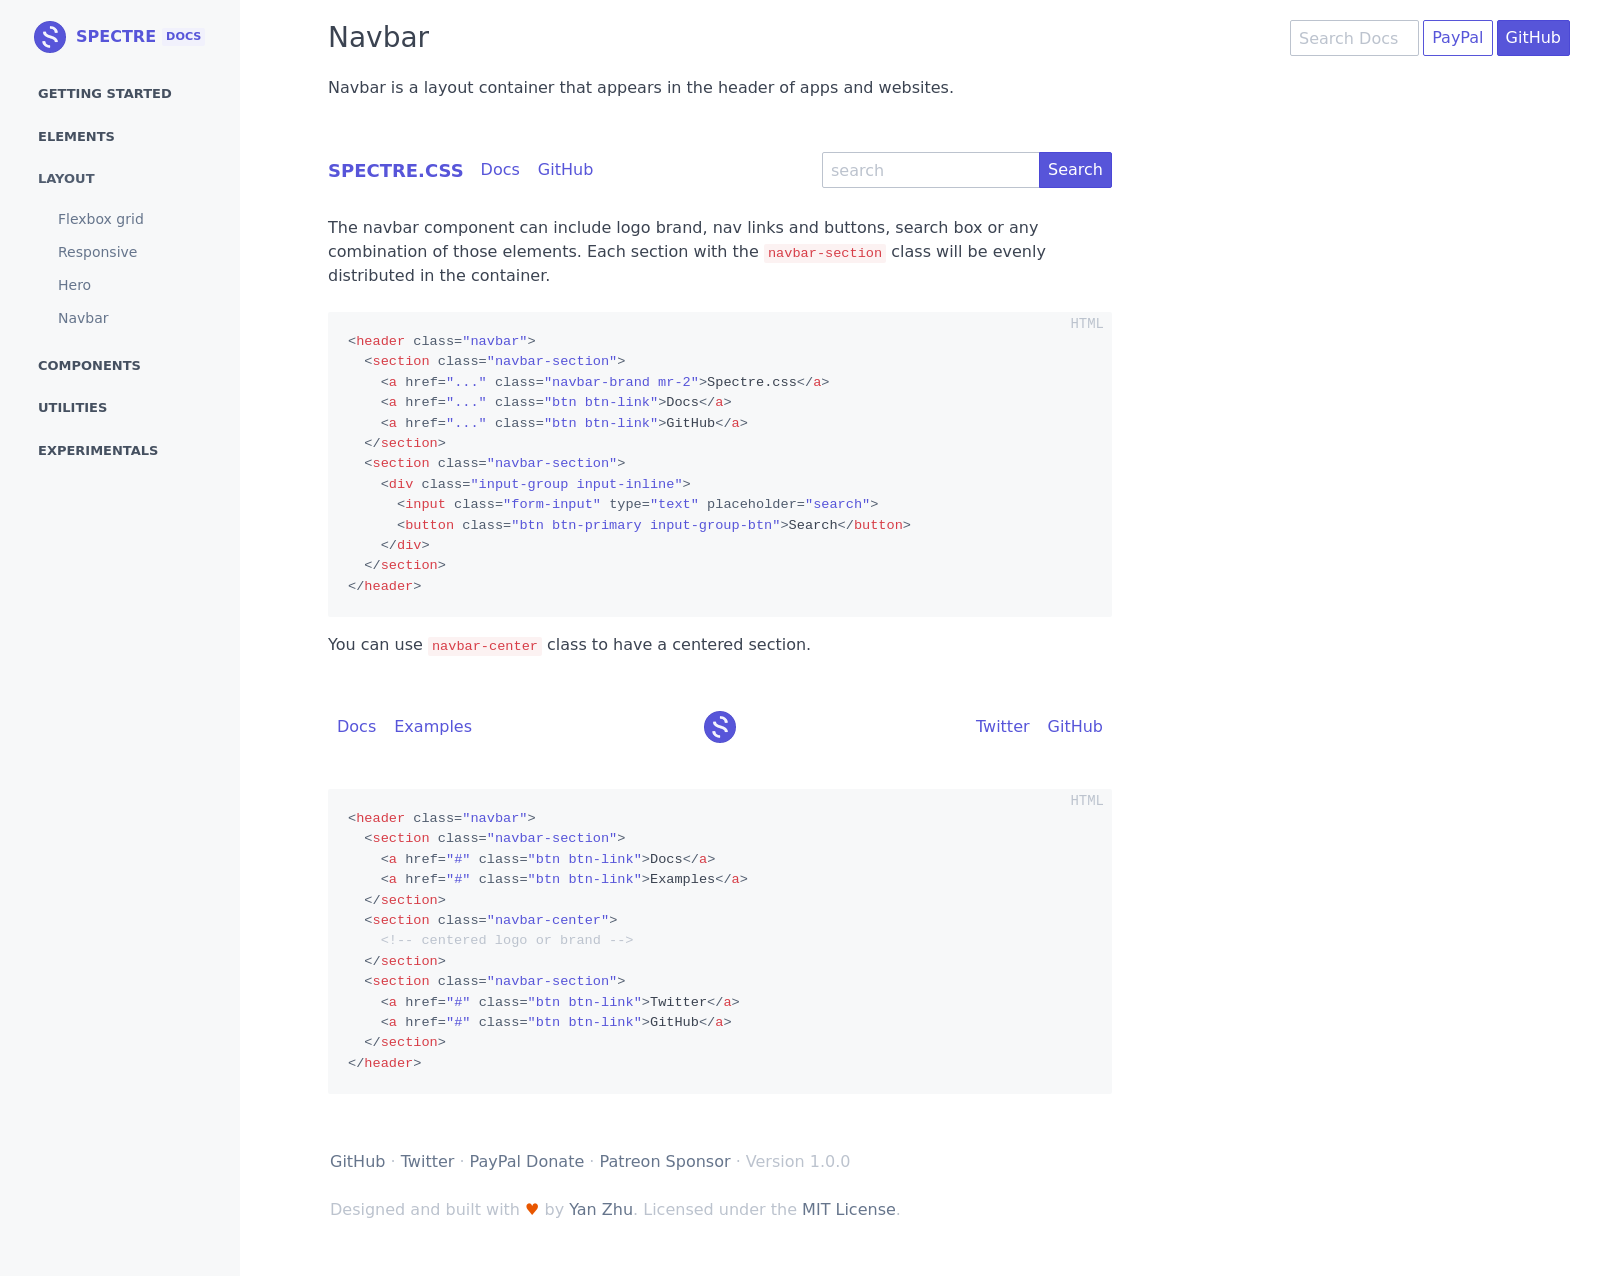 SPECTRE DOCS
GETTING STARTED
ELEMENTS
LAYOUT
Flexbox grid
Responsive
Hero
Navbar
COMPONENTS
UTILITIES
EXPERIMENTALS
Navbar
Search Docs PayPal GitHub
Navbar is a layout container that appears in the header of apps and websites.
SPECTRE.CSS Docs GitHub search Search
The navbar component can include logo brand, nav links and buttons, search box or any
combination of those elements. Each section with the navbar-section class will be evenly
distributed in the container.
HTML
<header class="navbar">
  <section class="navbar-section">
    <a href="..." class="navbar-brand mr-2">Spectre.css</a>
    <a href="..." class="btn btn-link">Docs</a>
    <a href="..." class="btn btn-link">GitHub</a>
  </section>
  <section class="navbar-section">
    <div class="input-group input-inline">
      <input class="form-input" type="text" placeholder="search">
      <button class="btn btn-primary input-group-btn">Search</button>
    </div>
  </section>
</header>
You can use navbar-center class to have a centered section.
Docs Examples Twitter GitHub
HTML
<header class="navbar">
  <section class="navbar-section">
    <a href="#" class="btn btn-link">Docs</a>
    <a href="#" class="btn btn-link">Examples</a>
  </section>
  <section class="navbar-center">
    <!-- centered logo or brand -->
  </section>
  <section class="navbar-section">
    <a href="#" class="btn btn-link">Twitter</a>
    <a href="#" class="btn btn-link">GitHub</a>
  </section>
</header>
GitHub · Twitter · PayPal Donate · Patreon Sponsor · Version 1.0.0
Designed and built with ♥ by Yan Zhu. Licensed under the MIT License.